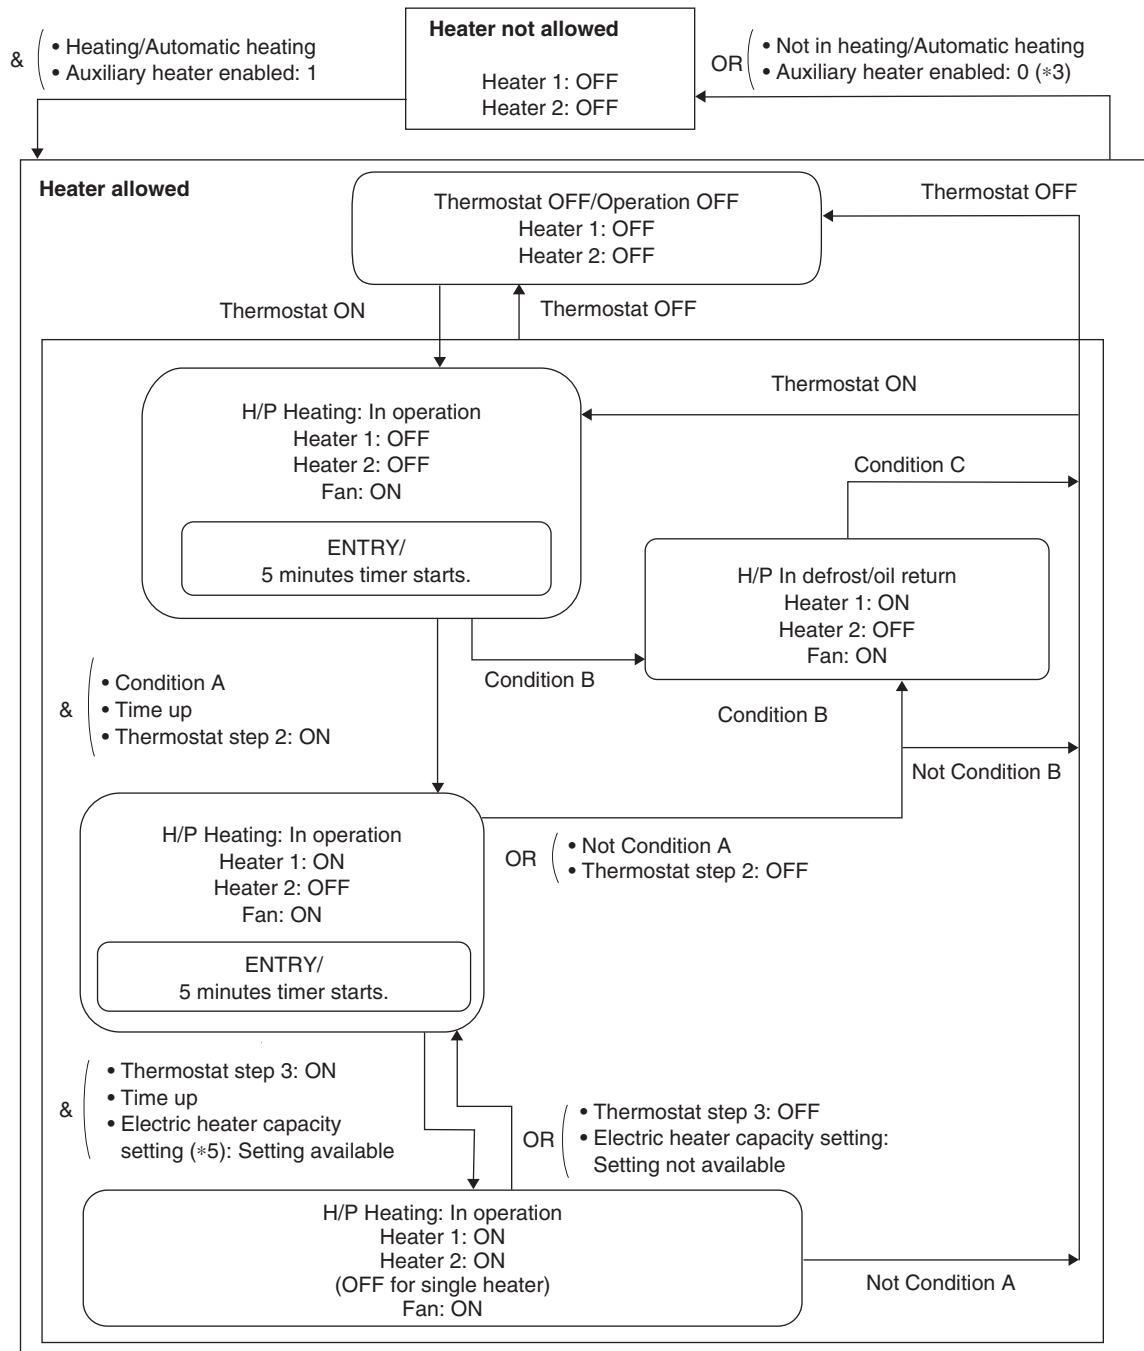 &
• Heating/Automatic heating
• Auxiliary heater enabled: 1
Heater not allowed
Heater 1: OFF
Heater 2: OFF
OR
• Not in heating/Automatic heating
• Auxiliary heater enabled: 0 (*3)
Heater allowed
Thermostat OFF/Operation OFF
Heater 1: OFF
Heater 2: OFF
Thermostat OFF
Thermostat ON
Thermostat OFF
H/P Heating: In operation
Heater 1: OFF
Heater 2: OFF
Fan: ON
ENTRY/
5 minutes timer starts.
Thermostat ON
Condition C
H/P In defrost/oil return
Heater 1: ON
Heater 2: OFF
Fan: ON
&
• Condition A
• Time up
• Thermostat step 2: ON
Condition B
Condition B
Not Condition B
H/P Heating: In operation
Heater 1: ON
Heater 2: OFF
Fan: ON
ENTRY/
5 minutes timer starts.
OR
• Not Condition A
• Thermostat step 2: OFF
&
• Thermostat step 3: ON
• Time up
• Electric heater capacity
setting (*5): Setting available
OR
• Thermostat step 3: OFF
• Electric heater capacity setting:
Setting not available
H/P Heating: In operation
Heater 1: ON
Heater 2: ON
(OFF for single heater)
Fan: ON
Not Condition A